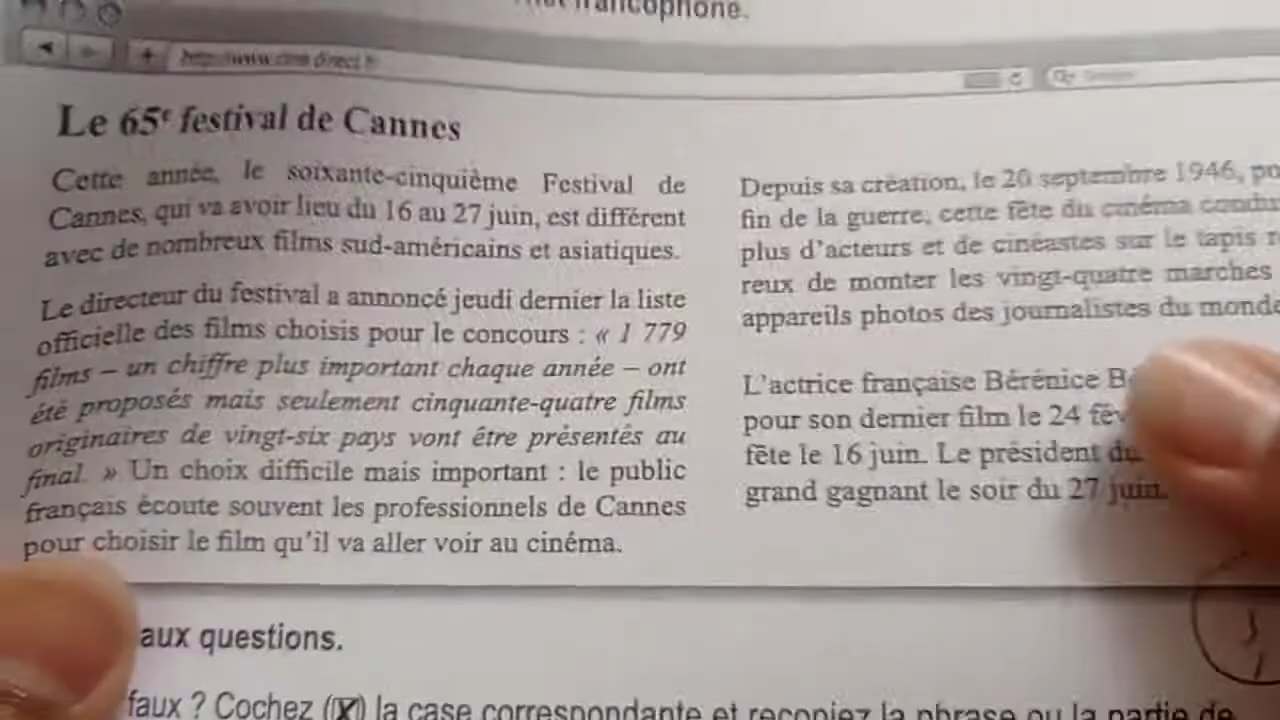 francophone.
http://www.cine.direct.fr
Le 65e festival de Cannes
Cette année, le soixante-cinquième Festival de
Cannes, qui va avoir lieu du 16 au 27 juin, est différent
avec de nombreux films sud-américains et asiatiques.
Le directeur du festival a annonçé jeudi dernier la liste
officielle des films choisis pour le concours : « 1 779
films – un chiffre plus important chaque année – ont
été proposés mais seulement cinquante-quatre films
originaires de vingt-six pays vont être présentés au
final. » Un choix difficile mais important : le public
français écoute souvent les professionnels de Cannes
pour choisir le film qu'il va aller voir au cinéma.
Depuis sa création, le 20 septembre 1946,
fin de la guerre, cette fête du cinéma
plus d'acteurs et de cinéastes sur le tapis
reux de monter les vingt-quatre marches
appareils photos des journalistes du monde
L'actrice française Bérénice
pour son dernier film le 24
fête le 16 juin. Le président du
grand gagnant le soir du 27 juin.
aux questions.
faux ? Cochez (X) la case correspondante et recopiez la phrase ou la partie de